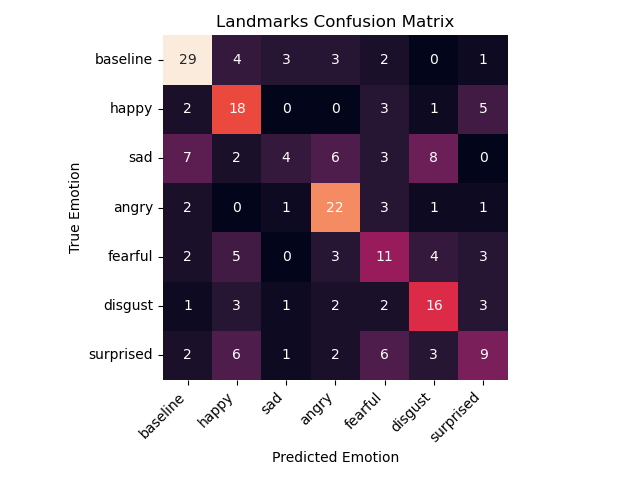 Landmarks Confusion Matrix
True Emotion
baseline 29 4 3 3 2 0 1
happy 2 18 0 0 3 1 5
sad 7 2 4 6 3 8 0
angry 2 0 1 22 3 1 1
fearful 2 5 0 3 11 4 3
disgust 1 3 1 2 2 16 3
surprised 2 6 1 2 6 3 9
baseline happy sad angry fearful disgust surprised
Predicted Emotion